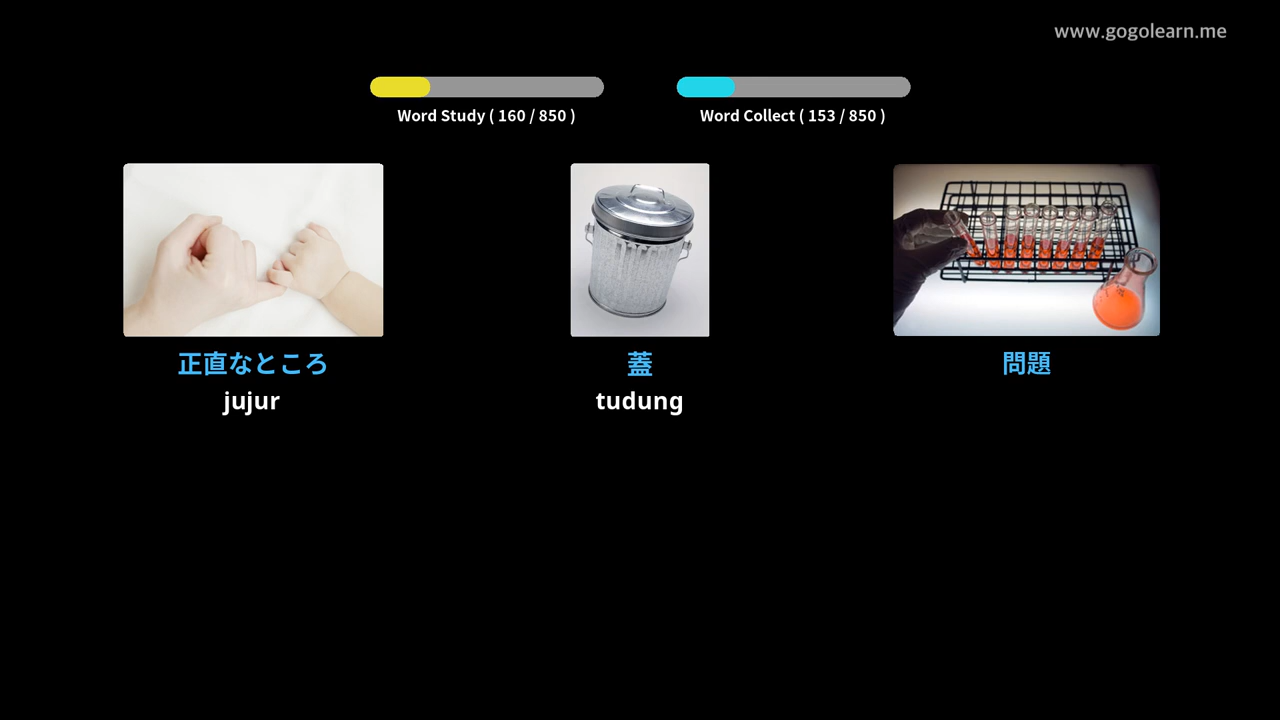 www.gogolearn.me
Word Study ( 160 / 850 )
Word Collect ( 153 / 850 )
正直なところ
jujur
蓋
tudung
問題